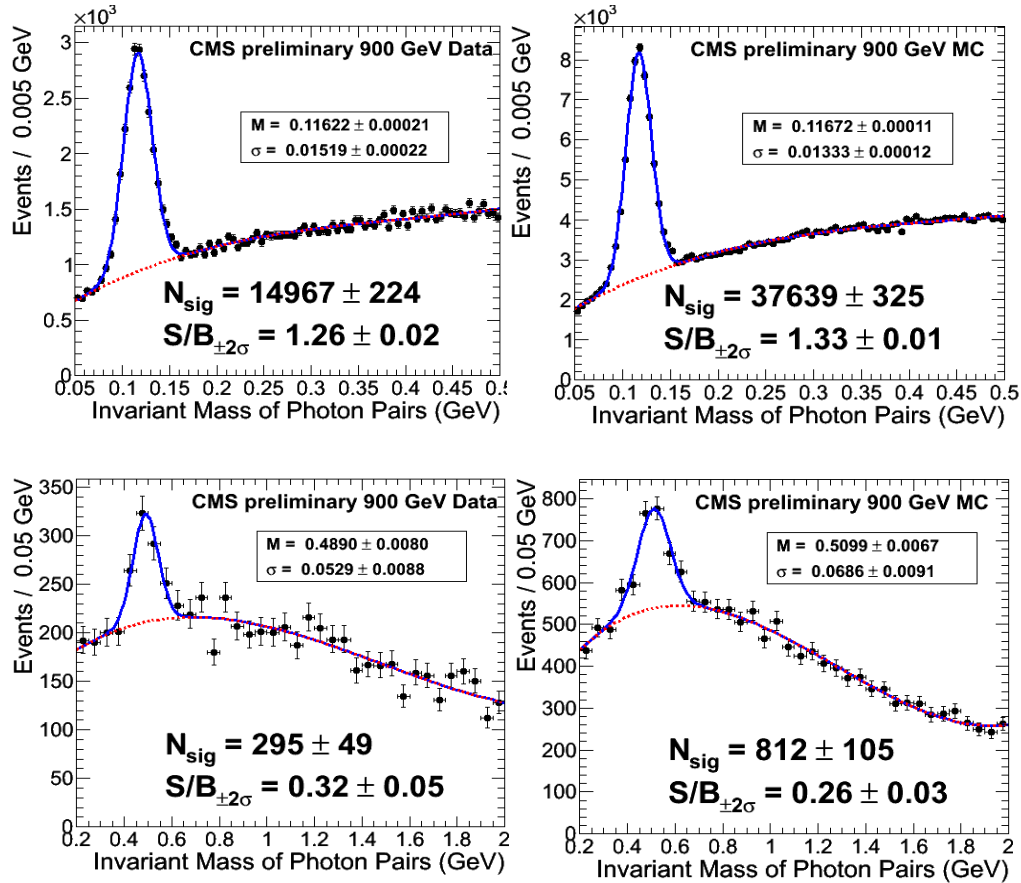 ×10³
Events / 0.005 GeV
CMS preliminary 900 GeV Data
M = 0.11622 ± 0.00021
σ = 0.01519 ± 0.00022
N_sig = 14967 ± 224
S/B_±2σ = 1.26 ± 0.02
3
2.5
2
1.5
1
0.5
0
0.05 0.1 0.15 0.2 0.25 0.3 0.35 0.4 0.45 0.5
Invariant Mass of Photon Pairs (GeV)
×10³
Events / 0.005 GeV
CMS preliminary 900 GeV MC
M = 0.11672 ± 0.00011
σ = 0.01333 ± 0.00012
N_sig = 37639 ± 325
S/B_±2σ = 1.33 ± 0.01
8
7
6
5
4
3
2
1
0
0.05 0.1 0.15 0.2 0.25 0.3 0.35 0.4 0.45 0.5
Invariant Mass of Photon Pairs (GeV)
Events / 0.05 GeV
CMS preliminary 900 GeV Data
M = 0.4890 ± 0.0080
σ = 0.0529 ± 0.0088
N_sig = 295 ± 49
S/B_±2σ = 0.32 ± 0.05
350
300
250
200
150
100
50
0
0.2 0.4 0.6 0.8 1 1.2 1.4 1.6 1.8 2
Invariant Mass of Photon Pairs (GeV)
Events / 0.05 GeV
CMS preliminary 900 GeV MC
M = 0.5099 ± 0.0067
σ = 0.0686 ± 0.0091
N_sig = 812 ± 105
S/B_±2σ = 0.26 ± 0.03
800
700
600
500
400
300
200
100
0
0.2 0.4 0.6 0.8 1 1.2 1.4 1.6 1.8 2
Invariant Mass of Photon Pairs (GeV)